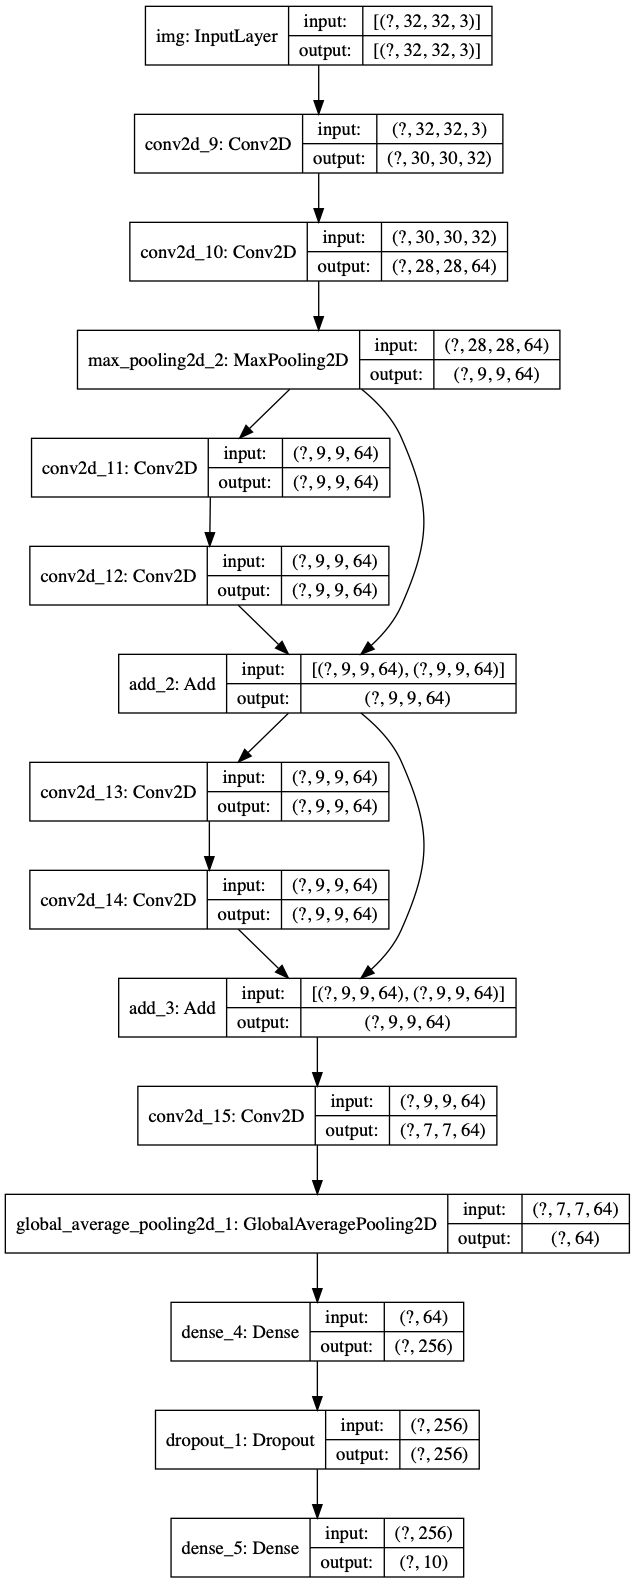 img: InputLayer
input: [(?, 32, 32, 3)]
output: [(?, 32, 32, 3)]
conv2d_9: Conv2D
input: (?, 32, 32, 3)
output: (?, 30, 30, 32)
conv2d_10: Conv2D
input: (?, 30, 30, 32)
output: (?, 28, 28, 64)
max_pooling2d_2: MaxPooling2D
input: (?, 28, 28, 64)
output: (?, 9, 9, 64)
conv2d_11: Conv2D
input: (?, 9, 9, 64)
output: (?, 9, 9, 64)
conv2d_12: Conv2D
input: (?, 9, 9, 64)
output: (?, 9, 9, 64)
add_2: Add
input: [(?, 9, 9, 64), (?, 9, 9, 64)]
output: (?, 9, 9, 64)
conv2d_13: Conv2D
input: (?, 9, 9, 64)
output: (?, 9, 9, 64)
conv2d_14: Conv2D
input: (?, 9, 9, 64)
output: (?, 9, 9, 64)
add_3: Add
input: [(?, 9, 9, 64), (?, 9, 9, 64)]
output: (?, 9, 9, 64)
conv2d_15: Conv2D
input: (?, 9, 9, 64)
output: (?, 7, 7, 64)
global_average_pooling2d_1: GlobalAveragePooling2D
input: (?, 7, 7, 64)
output: (?, 64)
dense_4: Dense
input: (?, 64)
output: (?, 256)
dropout_1: Dropout
input: (?, 256)
output: (?, 256)
dense_5: Dense
input: (?, 256)
output: (?, 10)